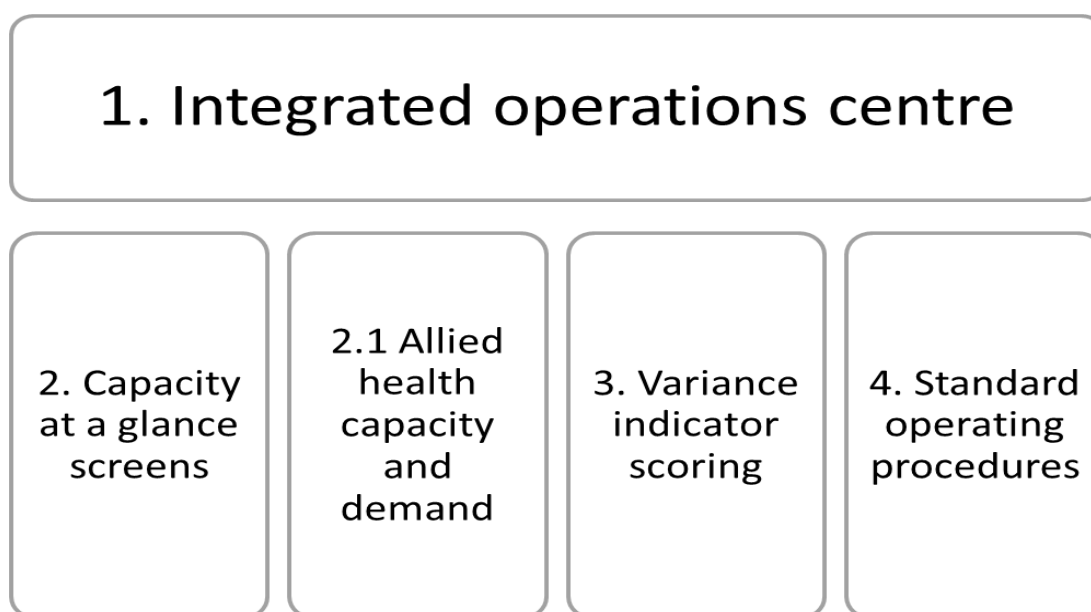 1. Integrated operations centre
2. Capacity
at a glance
screens
2.1 Allied
health
capacity
and
demand
3. Variance
indicator
scoring
4. Standard
operating
procedures